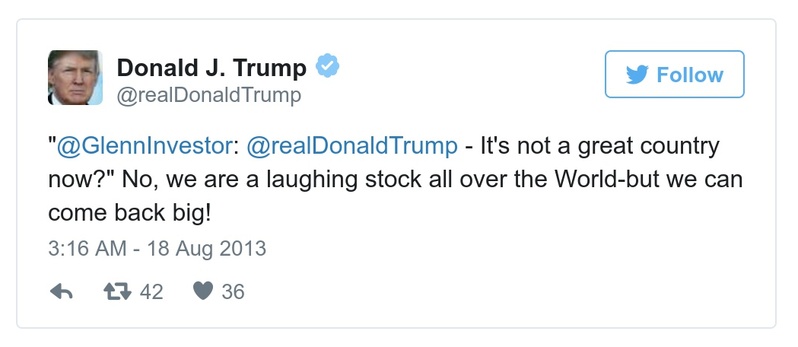 Donald J. Trump
@realDonaldTrump
Follow
"@GlennInvestor: @realDonaldTrump - It's not a great country
now?" No, we are a laughing stock all over the World-but we can
come back big!
3:16 AM - 18 Aug 2013
42 36